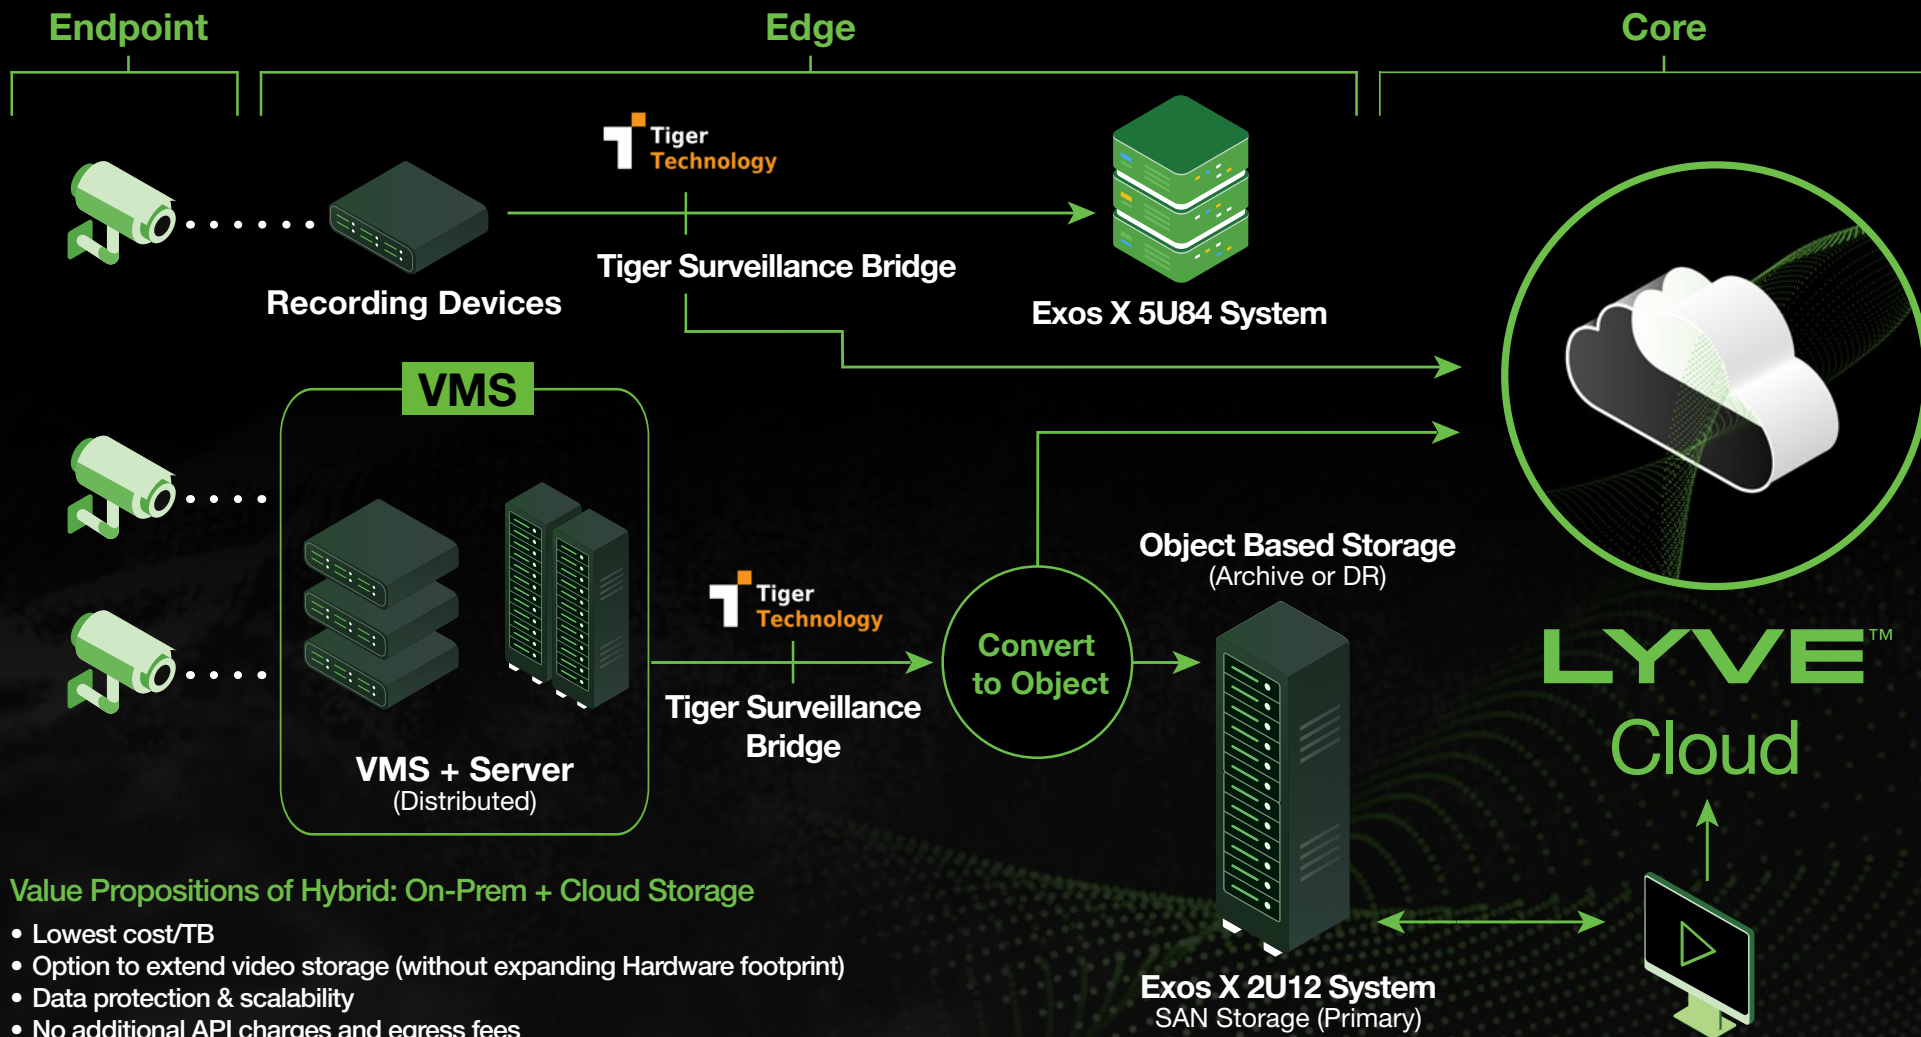 Endpoint
Edge
Core
Tiger
Technology
Tiger Surveillance Bridge
Recording Devices
Exos X 5U84 System
VMS
VMS + Server
(Distributed)
Tiger
Technology
Tiger Surveillance
Bridge
Convert
to Object
Object Based Storage
(Archive or DR)
Exos X 2U12 System
SAN Storage (Primary)
LYVE™
Cloud
Value Propositions of Hybrid: On-Prem + Cloud Storage
• Lowest cost/TB
• Option to extend video storage (without expanding Hardware footprint)
• Data protection & scalability
• No additional API charges and egress fees